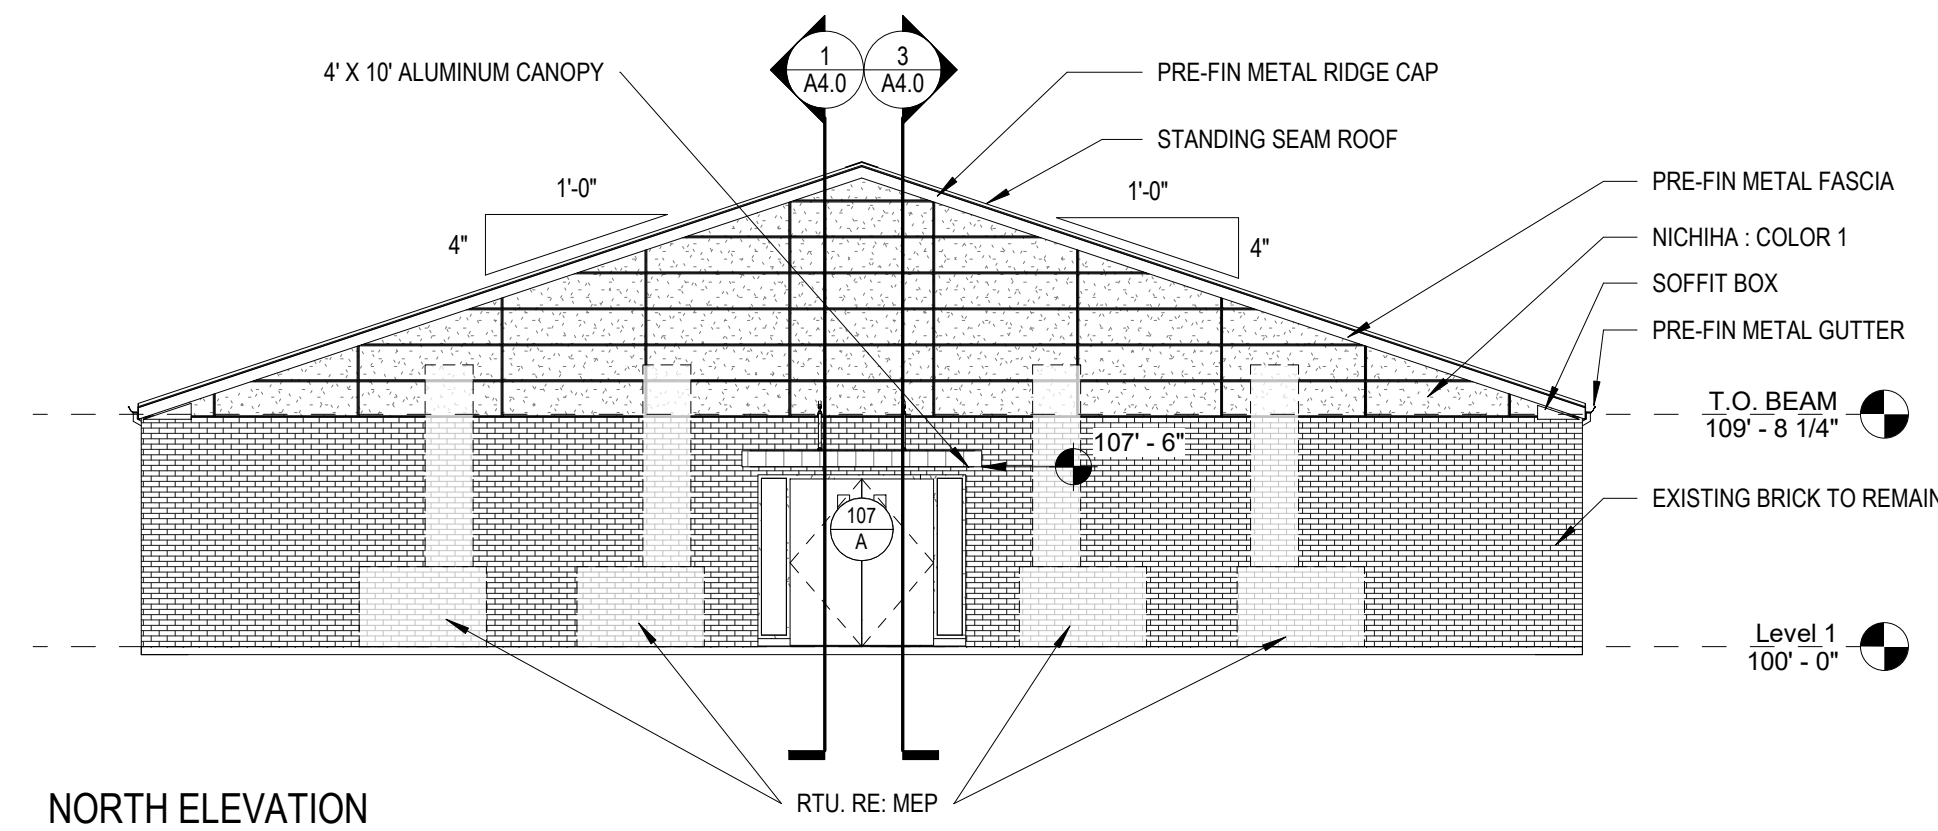 1
A4.0
3
A4.0
4' X 10' ALUMINUM CANOPY
PRE-FIN METAL RIDGE CAP
STANDING SEAM ROOF
1'-0"
4"
1'-0"
4"
PRE-FIN METAL FASCIA
NICHIHA : COLOR 1
SOFFIT BOX
PRE-FIN METAL GUTTER
T.O. BEAM
109' - 8 1/4"
107' - 6"
EXISTING BRICK TO REMAIN
107
A
Level 1
100' - 0"
RTU. RE: MEP
NORTH ELEVATION